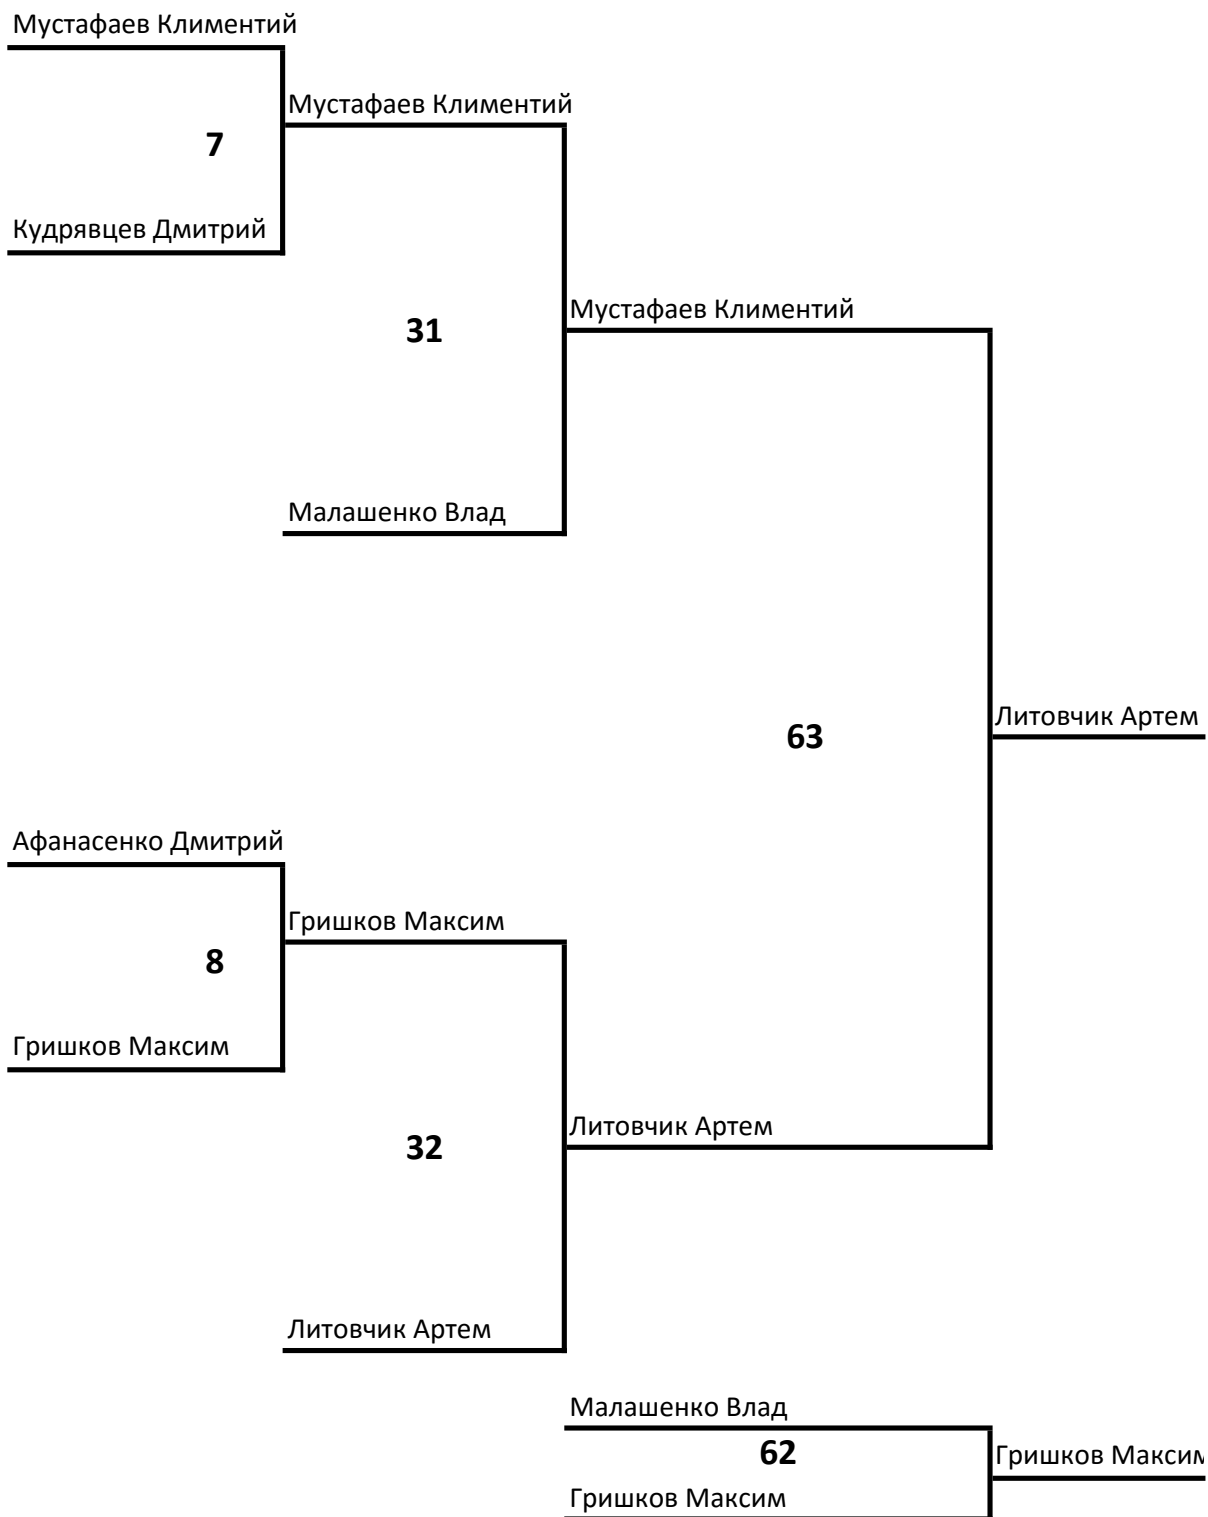 Мустафаев Климентий
Мустафаев Климентий
7
Кудрявцев Дмитрий
Мустафаев Климентий
31
Малашенко Влад
Литовчик Артем
63
Афанасенко Дмитрий
Гришков Максим
8
Гришков Максим
Литовчик Артем
32
Литовчик Артем
Малашенко Влад
62
Гришков Максим
Гришков Максим